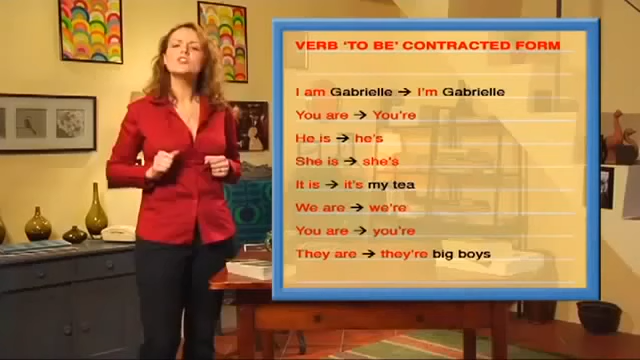 VERB ‘TO BE’ CONTRACTED FORM
I am Gabrielle → I'm Gabrielle
You are → You're
He is → he's
She is → she's
It is → it's my tea
We are → we're
You are → you're
They are → they're big boys